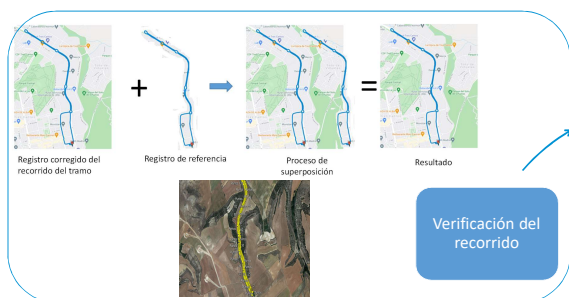 +
=
Registro corregido del
recorrido del tramo
Registro de referencia
Proceso de
superposición
Resultado
Verificación del
recorrido